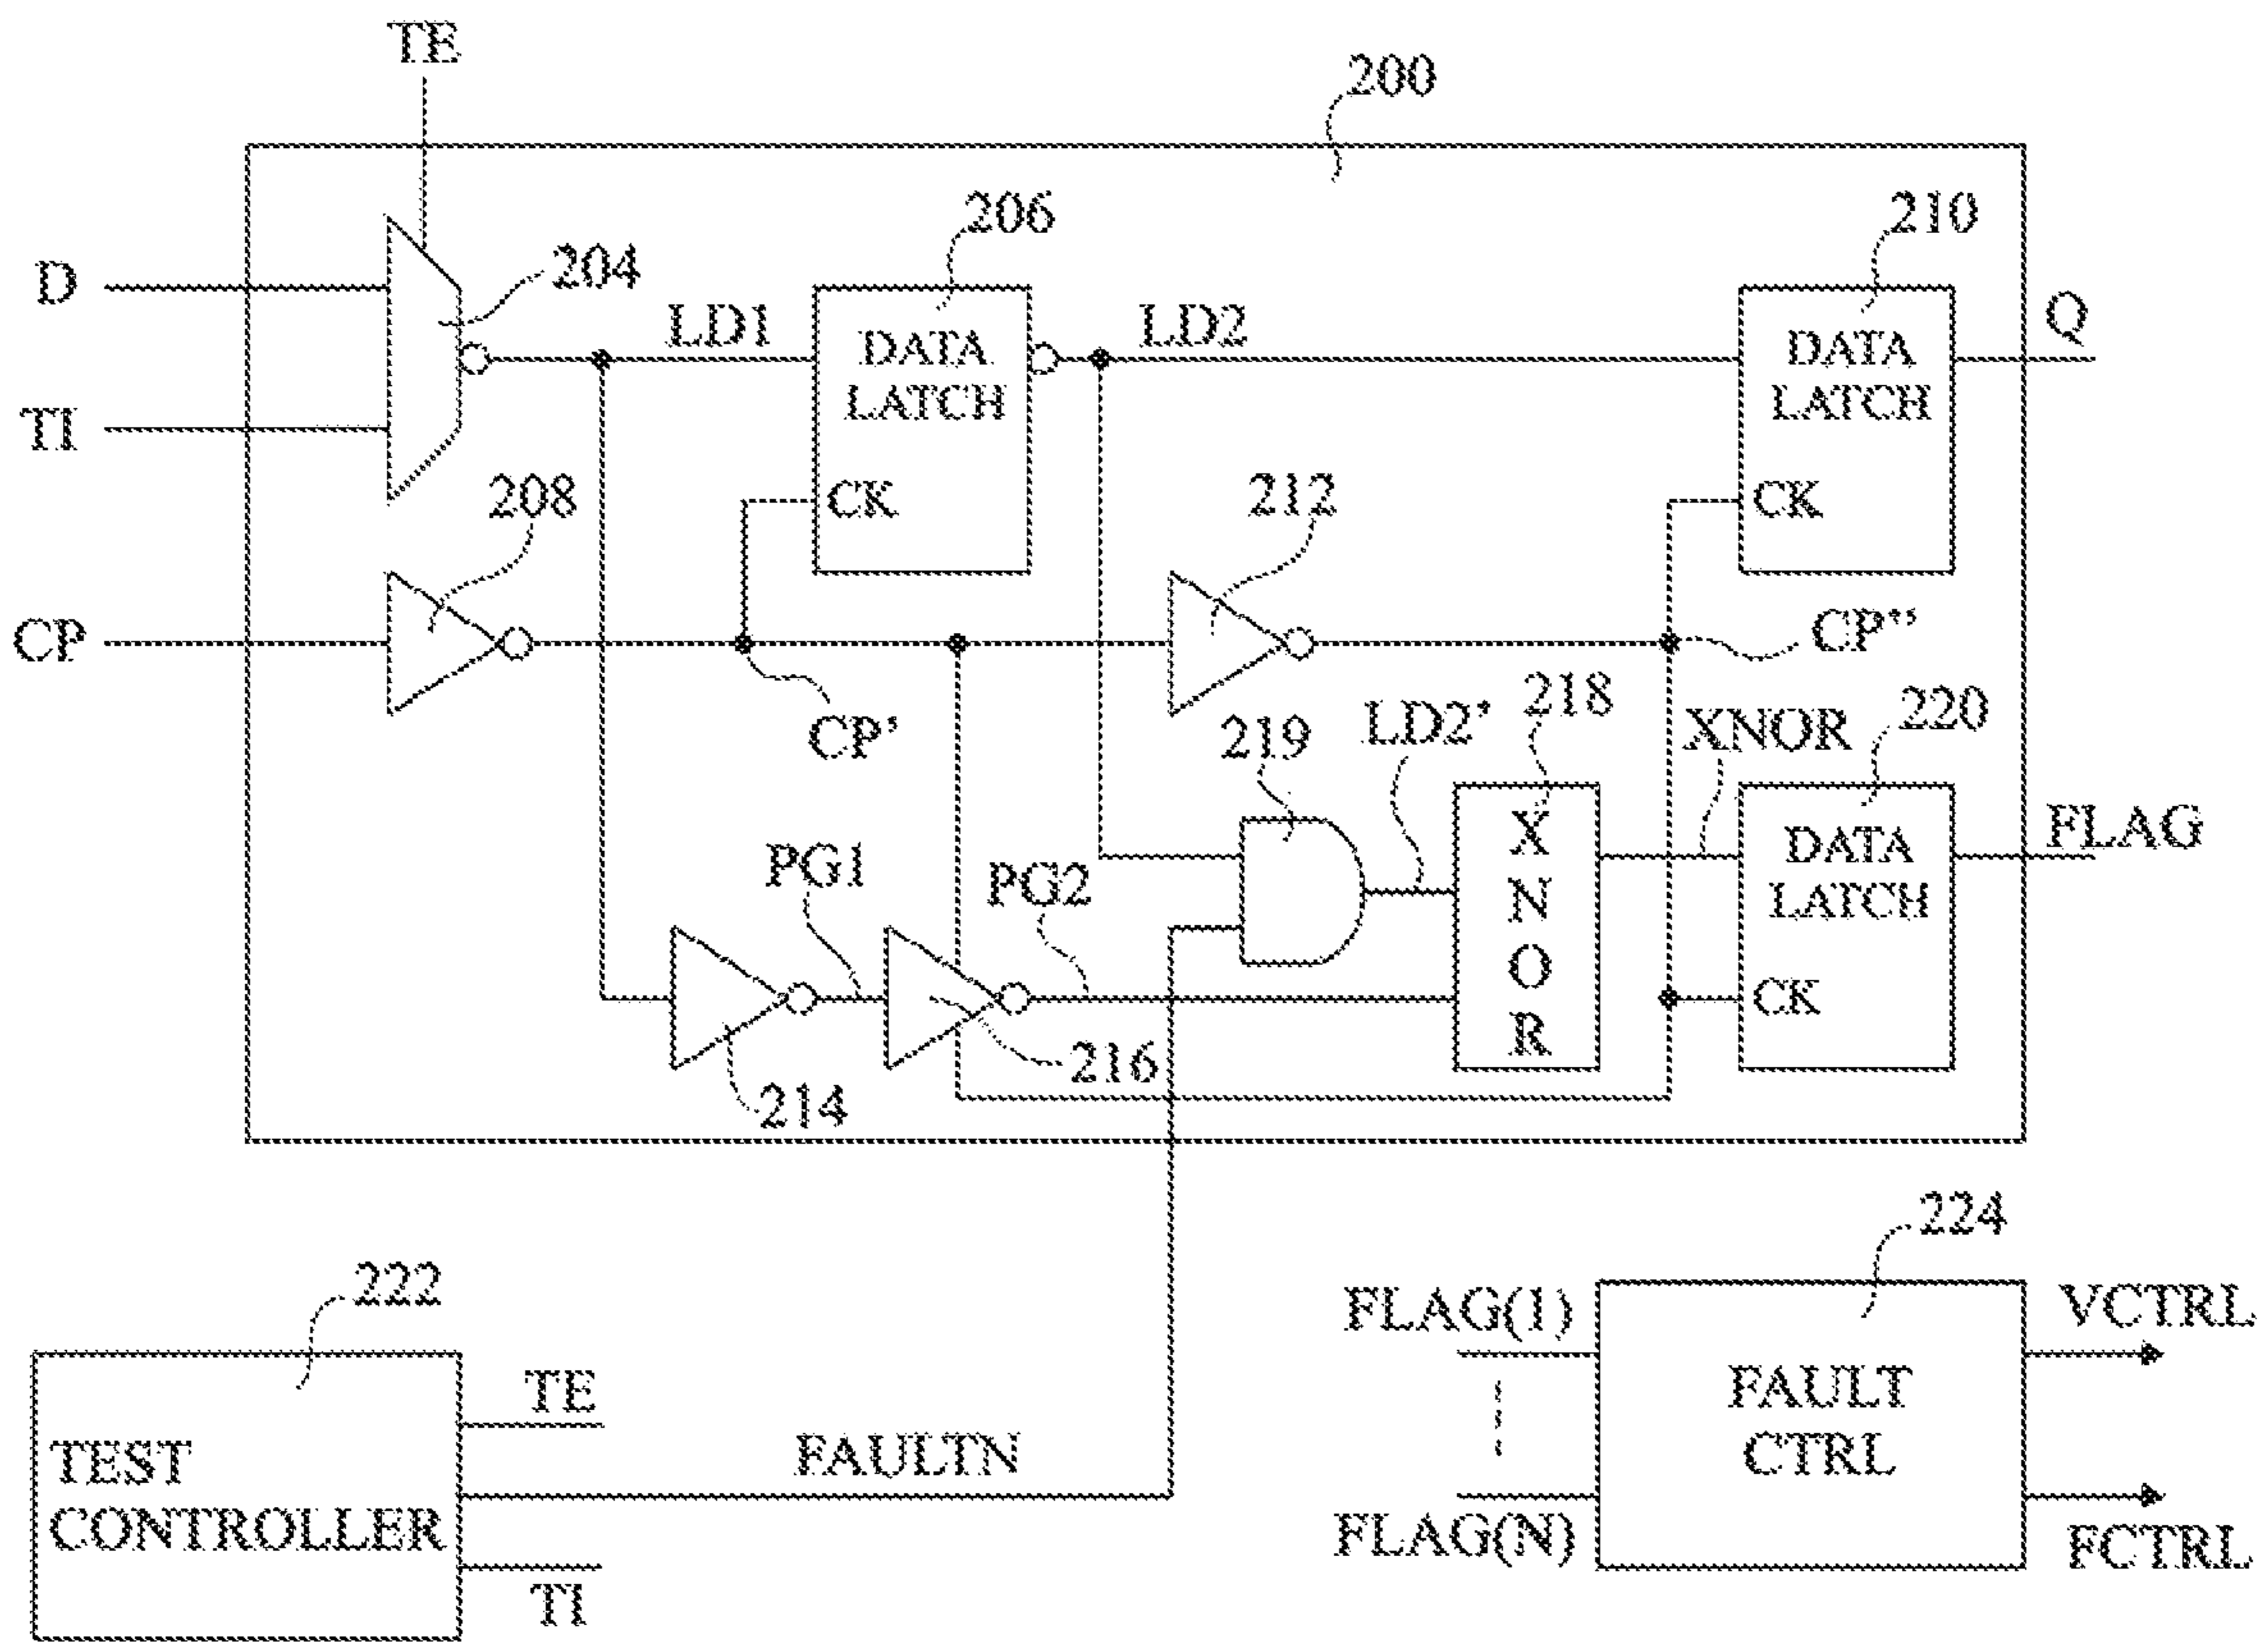 TE
200
D
204
LD1
206
DATA
LATCH
CK
LD2
210
DATA
LATCH
CK
Q
TI
208
212
CP
CP'
CP''
219
LD2'
218
XNOR
220
X
N
O
R
DATA
LATCH
CK
FLAG
PG1
PG2
214
216
222
TEST
CONTROLLER
TE
FAULTN
TI
224
FLAG(1)
FLAG(N)
FAULT
CTRL
VCTRL
FCTRL